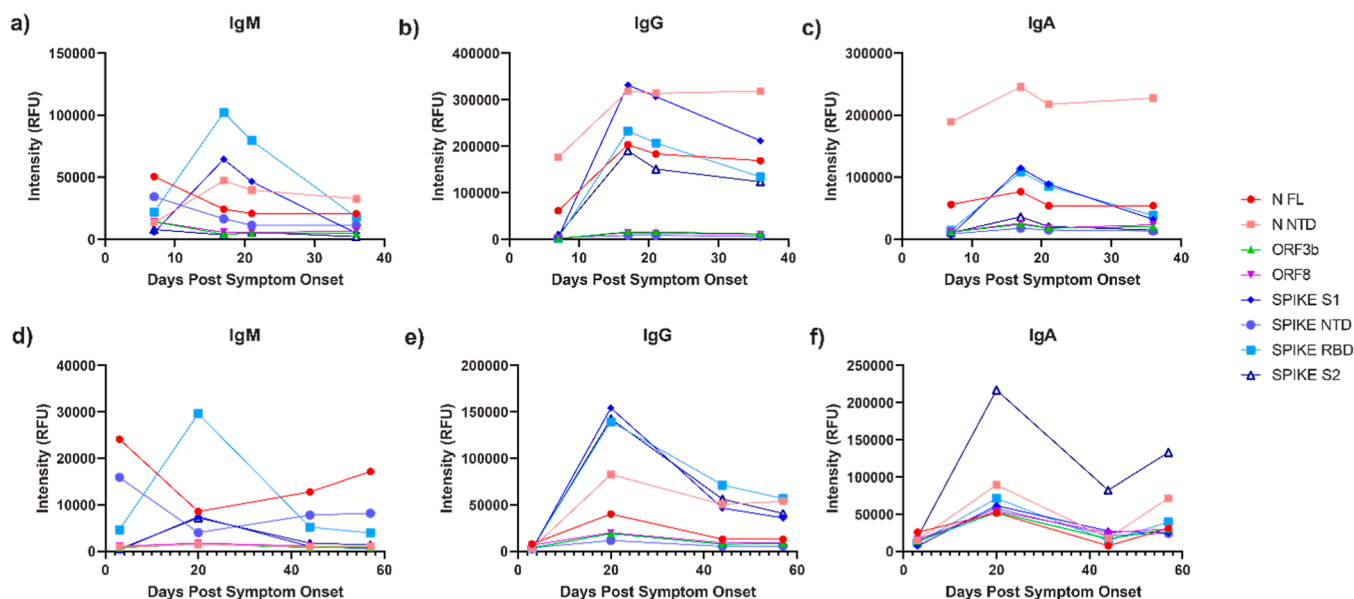 a)
IgM
150000
100000
50000
0
Intensity (RFU)
0 10 20 30 40
Days Post Symptom Onset
b)
IgG
400000
300000
200000
100000
0
Intensity (RFU)
0 10 20 30 40
Days Post Symptom Onset
c)
IgA
300000
200000
100000
0
Intensity (RFU)
0 10 20 30 40
Days Post Symptom Onset
N FL
N NTD
ORF3b
ORF8
SPIKE S1
SPIKE NTD
SPIKE RBD
SPIKE S2
d)
IgM
40000
30000
20000
10000
0
Intensity (RFU)
0 20 40 60
Days Post Symptom Onset
e)
IgG
200000
150000
100000
50000
0
Intensity (RFU)
0 20 40 60
Days Post Symptom Onset
f)
IgA
250000
200000
150000
100000
50000
0
Intensity (RFU)
0 20 40 60
Days Post Symptom Onset